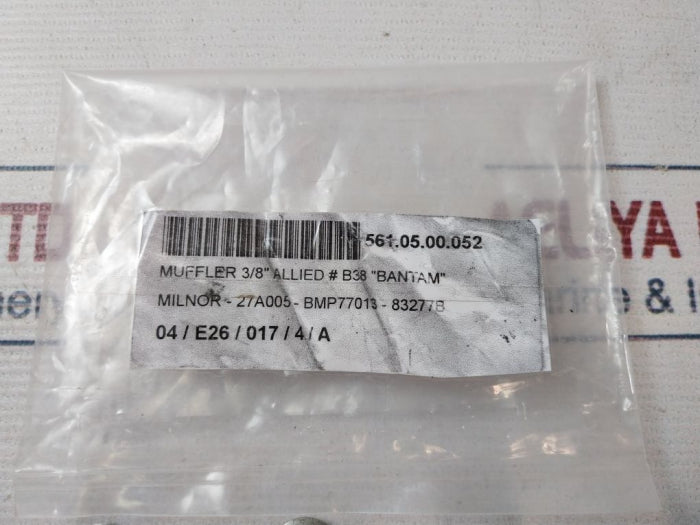 561.05.00.052
MUFFLER 3/8" ALLIED # B38 "BANTAM"
MILNOR - 27A005 - BMP77013 - 83277B
04 / E26 / 017 / 4 / A